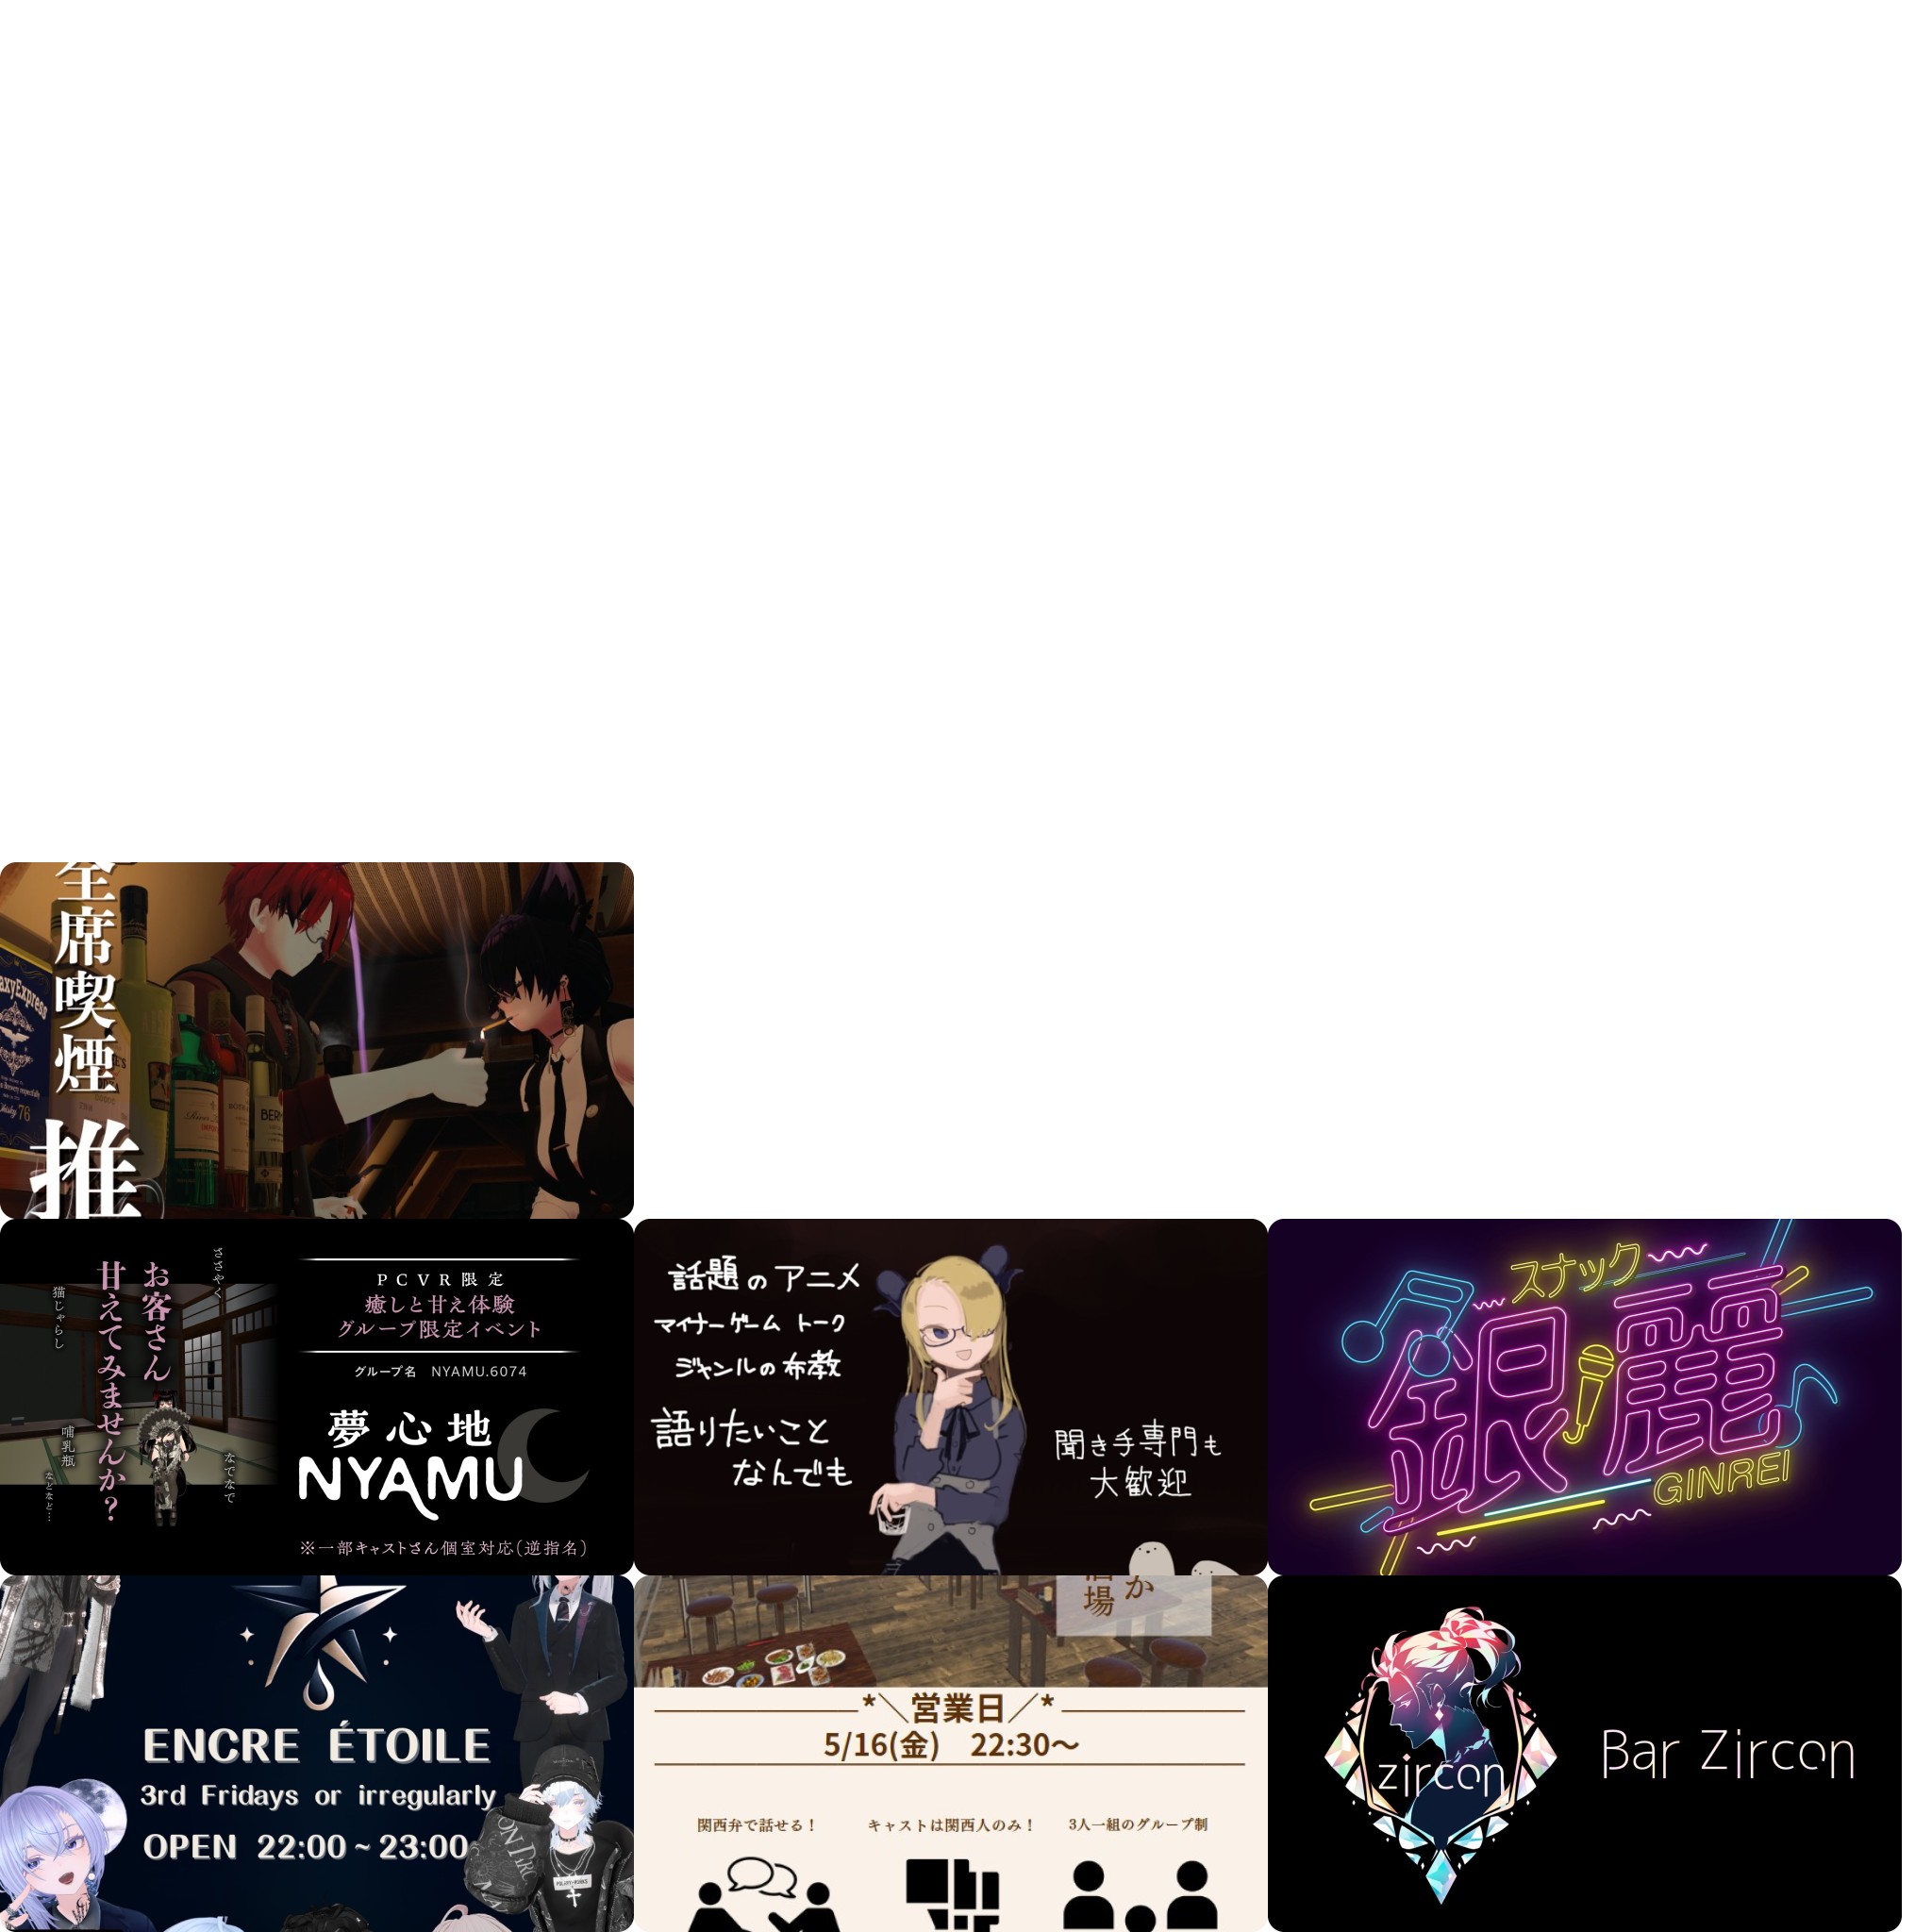 全席喫煙
推
axyExpress
Whisky 76
BER
お客さん
甘えてみませんか?
ささやく
猫じゃらし
哺乳瓶
なでなで
などなど…
PCVR限定
癒しと甘え体験
グループ限定イベント
グループ名 NYAMU.6074
夢心地
NYAMU
※一部キャストさん個室対応(逆指名)
話題のアニメ
マイナーゲーム トーク
ジャンルの布教
語りたいこと
なんでも
聞き手専門も
大歓迎
スナック
銀麗
GINREI
ENCRE ÉTOILE
3rd Fridays or irregularly
OPEN 22:00~23:00
か
酒場
*＼営業日／*
5/16(金) 22:30〜
関西弁で話せる!
キャストは関西人のみ!
3人一組のグループ制
zircon
Bar Zircon